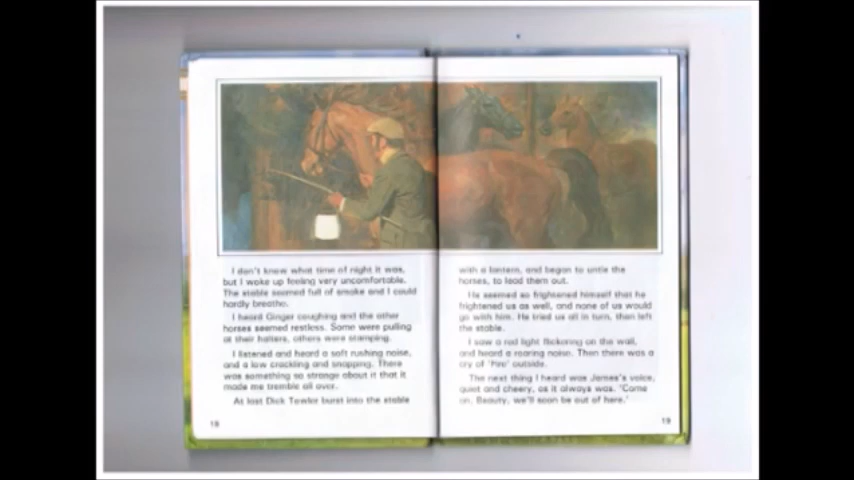 I don't know what time of night it was,
but I woke up feeling very uncomfortable.
The stable seemed full of smoke and I could
hardly breathe.
I heard Ginger coughing and the other
horses seemed restless. Some were pulling
at their halters, others were stamping.
I listened and heard a soft rushing noise,
and a low crackling and snapping. There
was something so strange about it that it
made me tremble all over.
At last Dick Towler burst into the stable
18
with a lantern, and began to untie the
horses, to lead them out.
He seemed so frightened himself that he
frightened us as well, and none of us would
go with him. He tried us all in turn, then left
the stable.
I saw a red light flickering on the wall,
and heard a roaring noise. Then there was a
cry of 'Fire' outside.
The next thing I heard was James's voice,
quiet and cheery, as it always was. 'Come
on, Beauty, we'll soon be out of here.'
19